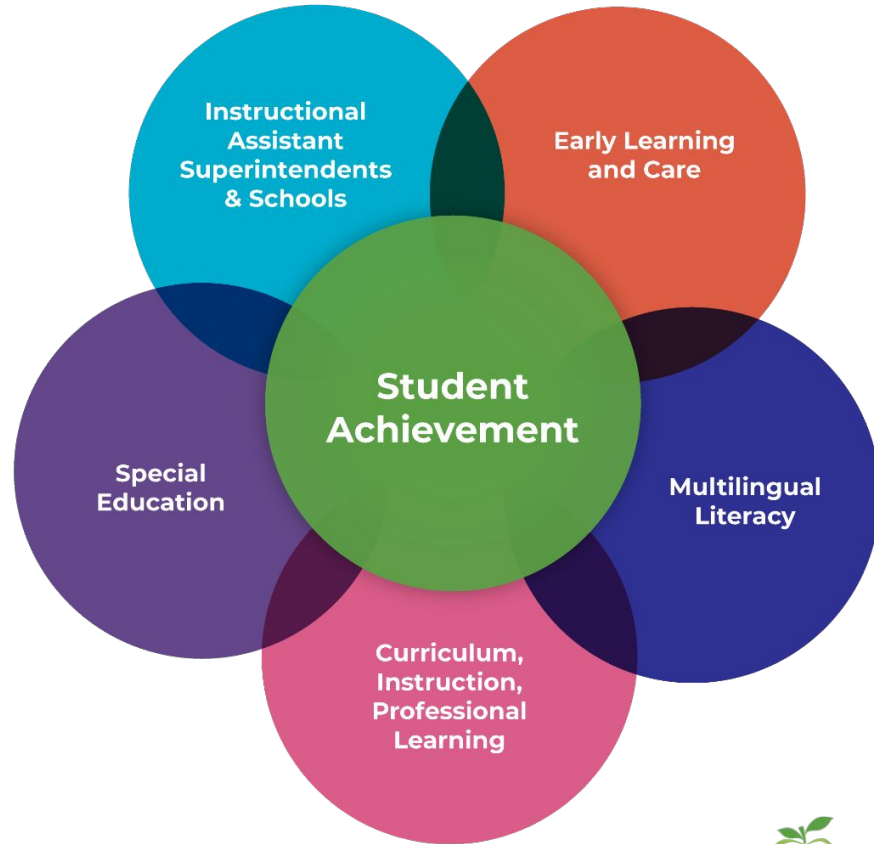 Instructional
Assistant
Superintendents
& Schools
Early Learning
and Care
Student
Achievement
Special
Education
Multilingual
Literacy
Curriculum,
Instruction,
Professional
Learning